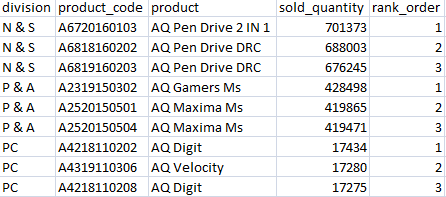 division product_code product sold_quantity rank_order
N & S A6720160103 AQ Pen Drive 2 IN 1 701373 1
N & S A6818160202 AQ Pen Drive DRC 688003 2
N & S A6819160203 AQ Pen Drive DRC 676245 3
P & A A2319150302 AQ Gamers Ms 428498 1
P & A A2520150501 AQ Maxima Ms 419865 2
P & A A2520150504 AQ Maxima Ms 419471 3
PC A4218110202 AQ Digit 17434 1
PC A4319110306 AQ Velocity 17280 2
PC A4218110208 AQ Digit 17275 3